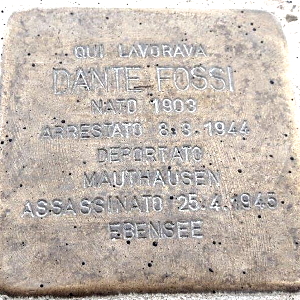 QUI LAVORAVA
DANTE FOSSI
NATO 1903
ARRESTATO 8.3.1944
DEPORTATO
MAUTHAUSEN
ASSASSINATO 25.4.1945
EBENSEE